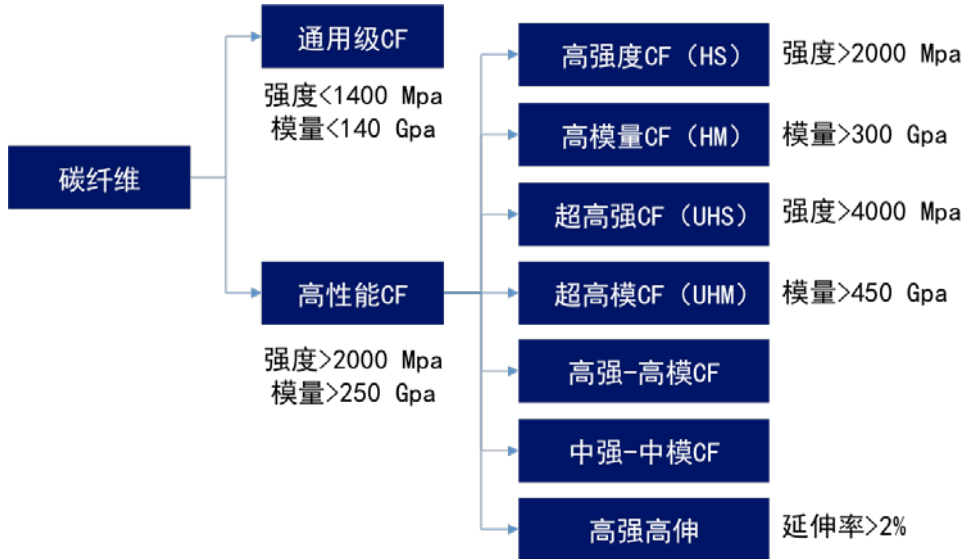 碳纤维
通用级CF
强度<1400 Mpa
模量<140 Gpa
高性能CF
强度>2000 Mpa
模量>250 Gpa
高强度CF（HS）
强度>2000 Mpa
高模量CF（HM）
模量>300 Gpa
超高强CF（UHS）
强度>4000 Mpa
超高模CF（UHM）
模量>450 Gpa
高强-高模CF
中强-中模CF
高强高伸
延伸率>2%